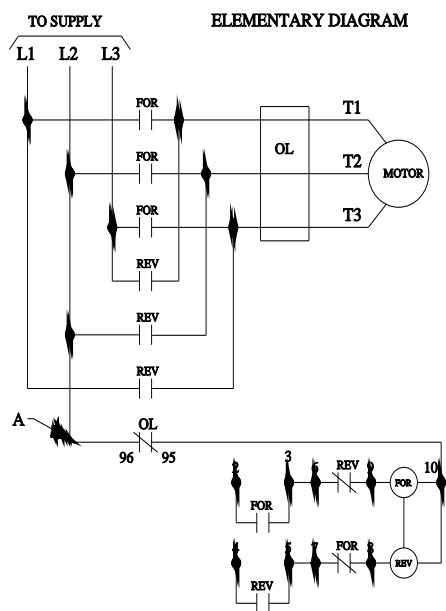 TO SUPPLY ELEMENTARY DIAGRAM
L1 L2 L3
FOR T1
OL
FOR T2 MOTOR
FOR T3
REV
REV
REV
A OL
96 95
2 3 6 REV 9 FOR 10
FOR
4 5 7 FOR 8 REV
REV